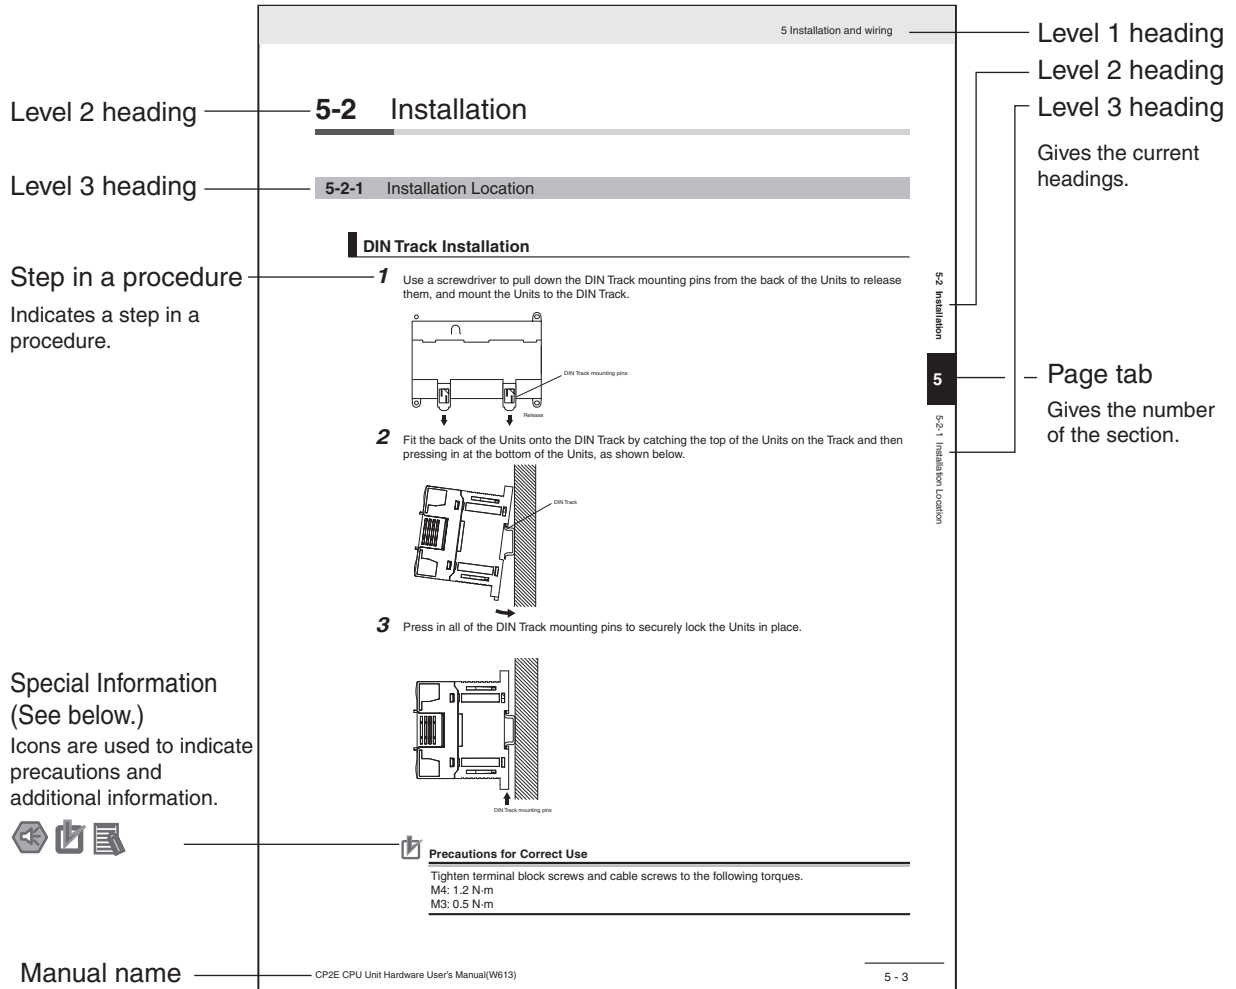 5 Installation and wiring
Level 1 heading
Level 2 heading
Level 3 heading
Gives the current
headings.
Level 2 heading
5-2 Installation
Level 3 heading
5-2-1 Installation Location
DIN Track Installation
Step in a procedure
Indicates a step in a
procedure.
1 Use a screwdriver to pull down the DIN Track mounting pins from the back of the Units to release
them, and mount the Units to the DIN Track.
DIN Track mounting pins
Release
5-2 Installation
5
5-2-1 Installation Location
Page tab
Gives the number
of the section.
2 Fit the back of the Units onto the DIN Track by catching the top of the Units on the Track and then
pressing in at the bottom of the Units, as shown below.
DIN Track
3 Press in all of the DIN Track mounting pins to securely lock the Units in place.
DIN Track mounting pins
Special Information
(See below.)
Icons are used to indicate
precautions and
additional information.
Precautions for Correct Use
Tighten terminal block screws and cable screws to the following torques.
M4: 1.2 N·m
M3: 0.5 N·m
Manual name
CP2E CPU Unit Hardware User's Manual(W613)
5 - 3